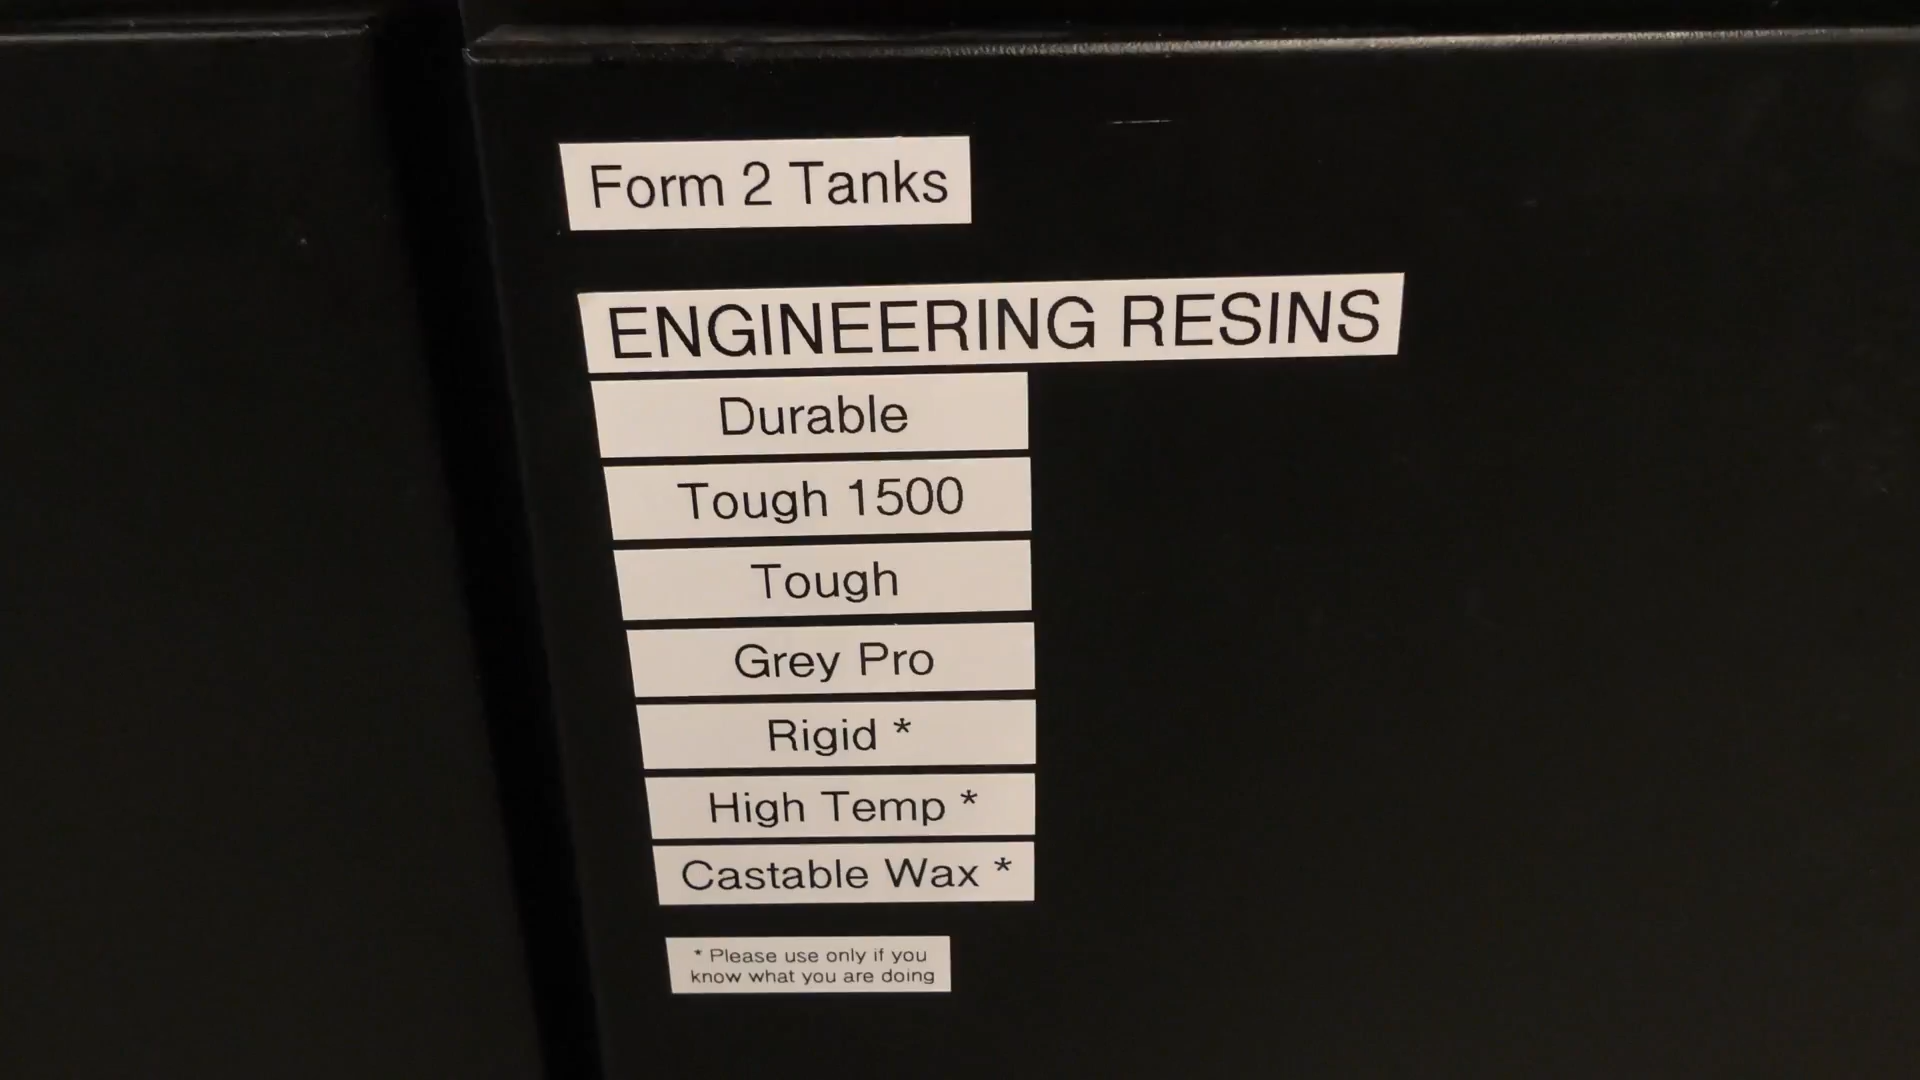 Form 2 Tanks
ENGINEERING RESINS
Durable
Tough 1500
Tough
Grey Pro
Rigid *
High Temp *
Castable Wax *
* Please use only if you
know what you are doing